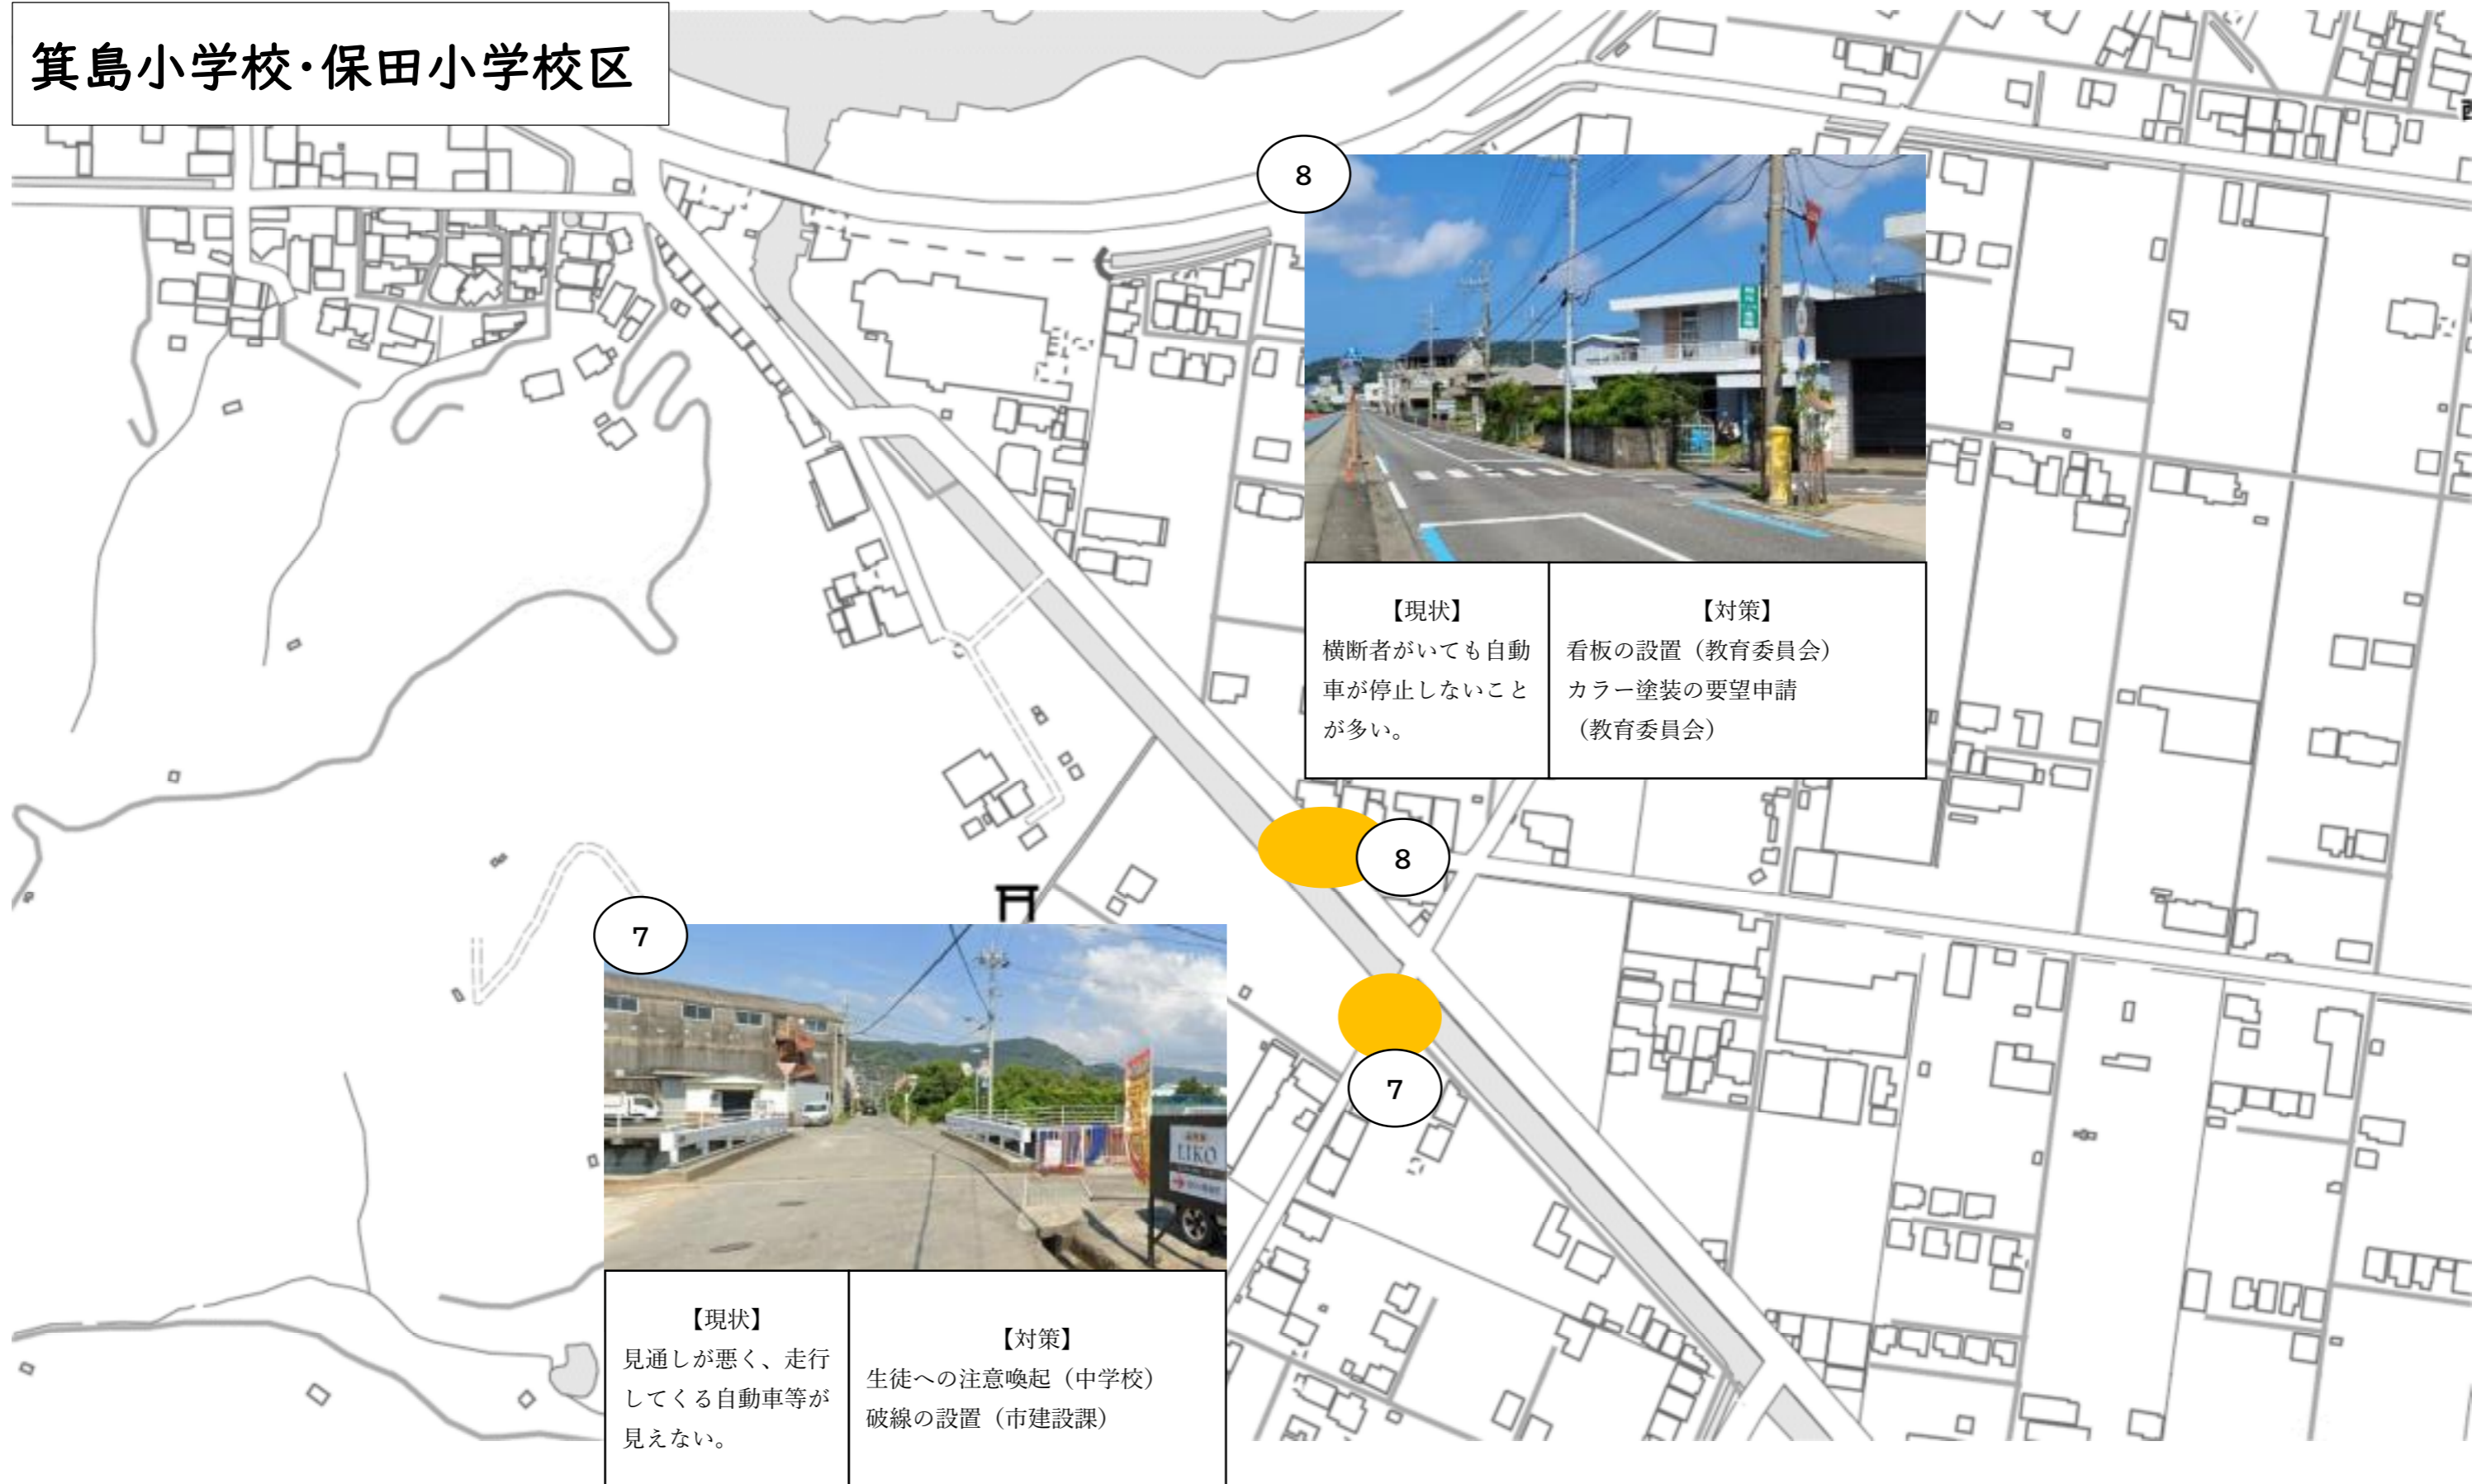 箕島小学校・保田小学校区
8
【現状】
横断者がいても自動
車が停止しないこと
が多い。
【対策】
看板の設置（教育委員会）
カラー塗装の要望申請
（教育委員会）
8
7
LIKO
【現状】
見通しが悪く、走行
してくる自動車等が
見えない。
【対策】
生徒への注意喚起（中学校）
破線の設置（市建設課）
7